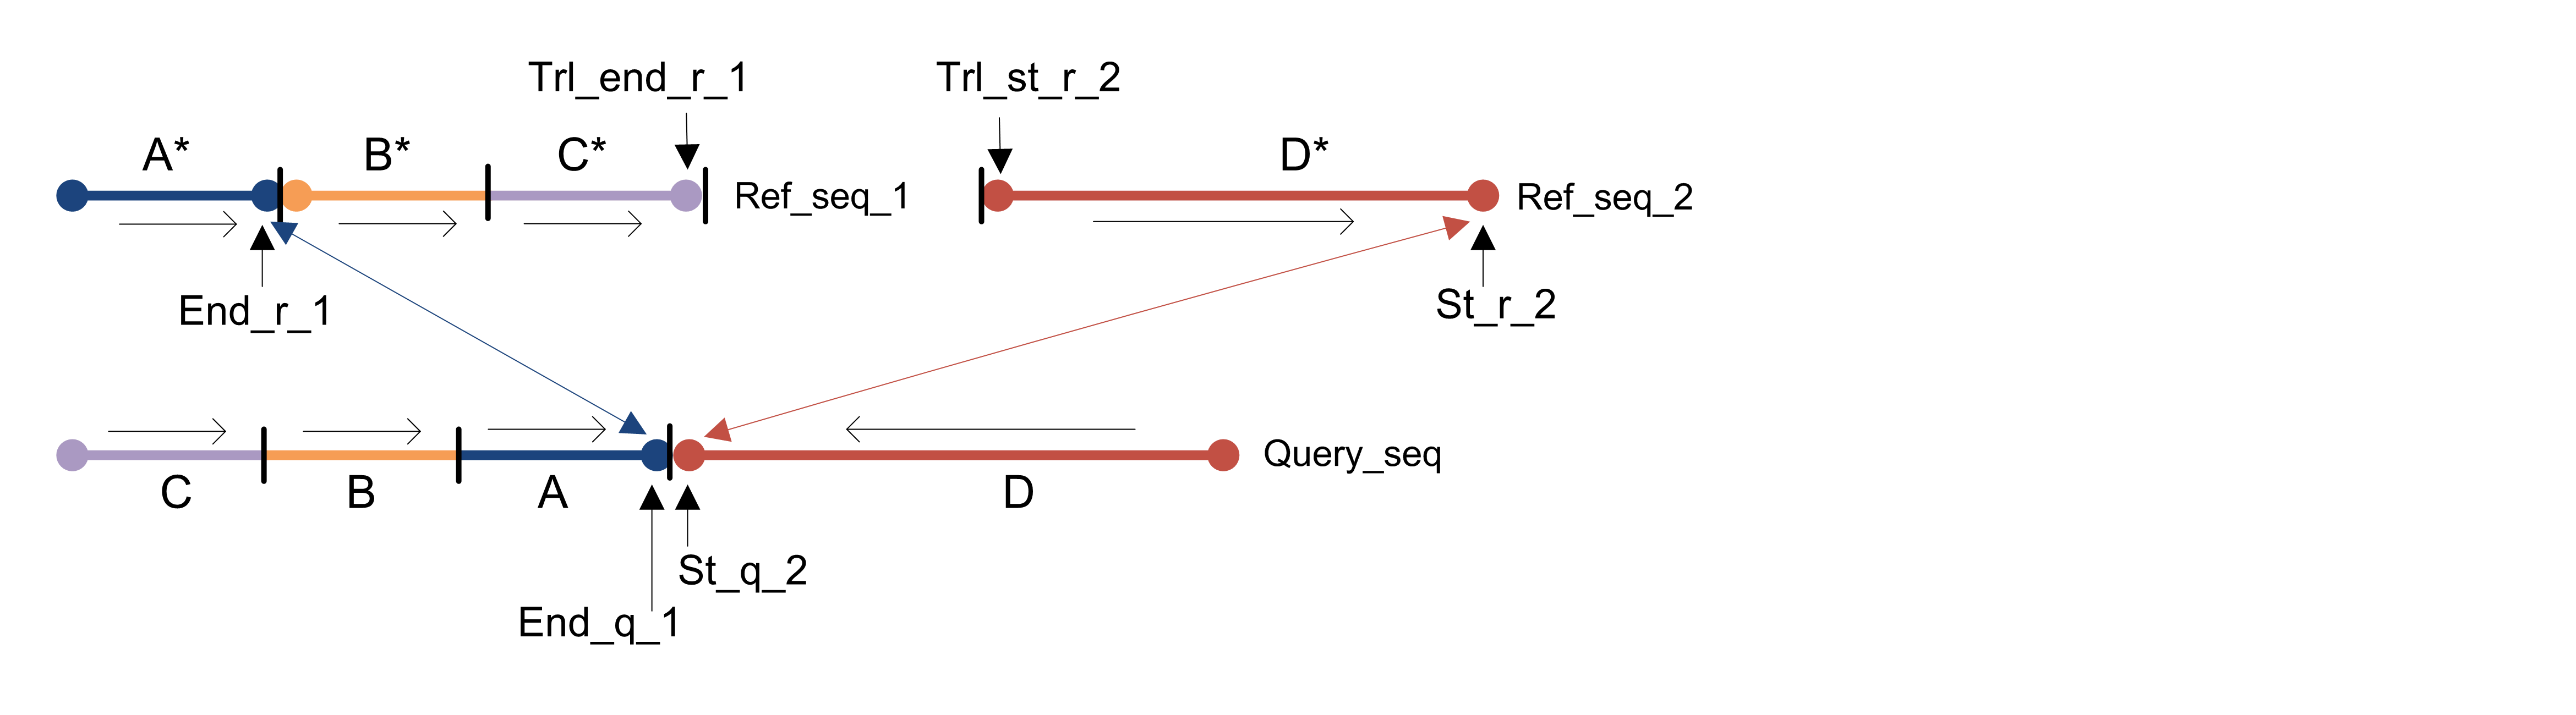 Trl_end_r_1
Trl_st_r_2
A*
B*
C*
D*
Ref_seq_1
Ref_seq_2
End_r_1
St_r_2
Query_seq
C
B
A
D
St_q_2
End_q_1